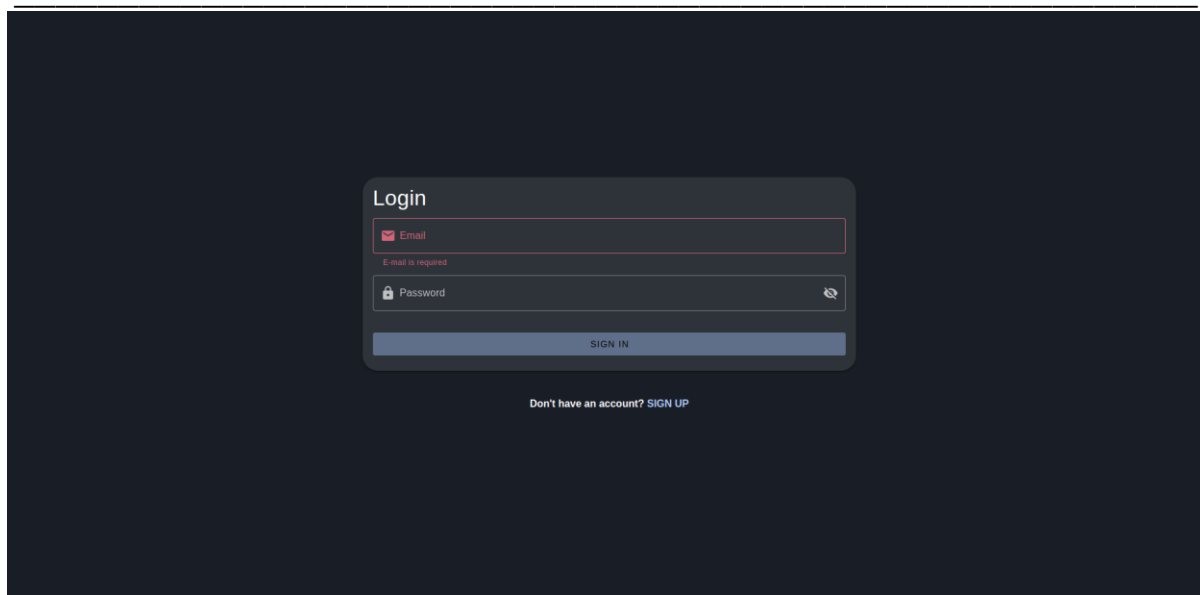 Login
Email
E-mail is required
Password
SIGN IN
Don't have an account? SIGN UP